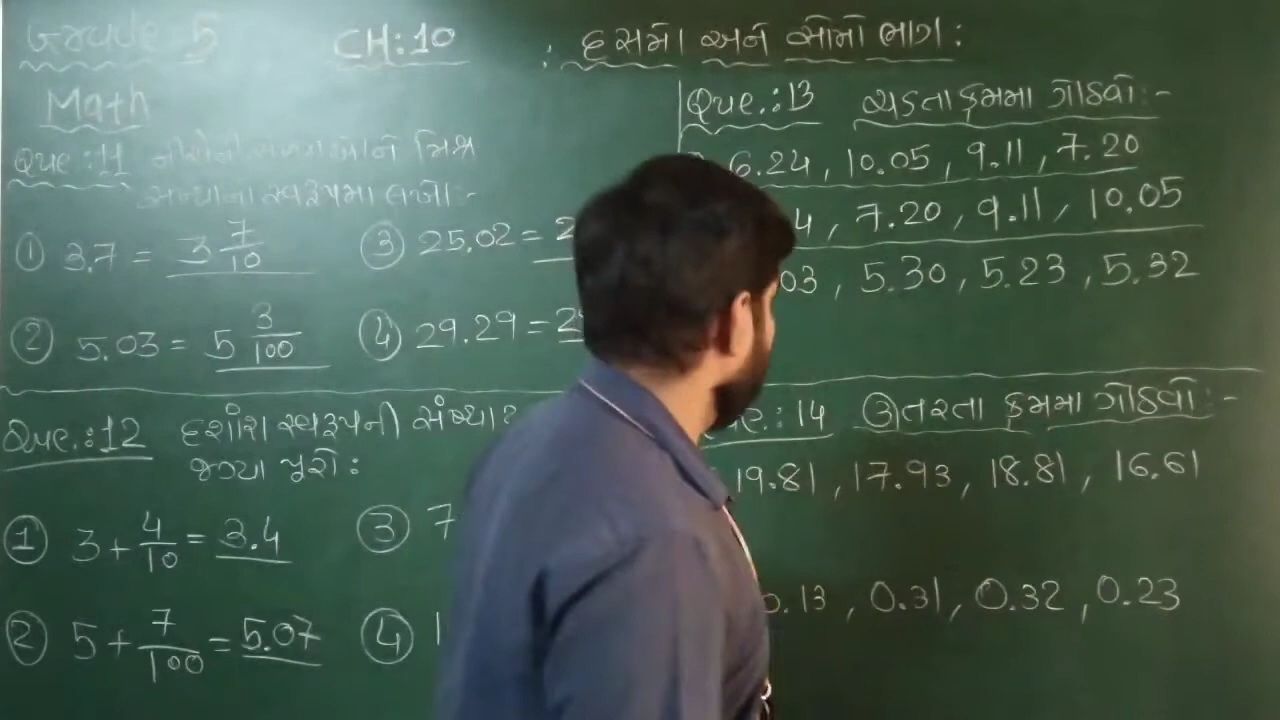 ધોરણ : 5
CH:10 : દસમો અને સોમો ભાગ :
Math
Que :11 નીચેની સંખ્યાઓને મિશ્ર
સંખ્યાના સ્વરૂપમા લખો :-
① 3.7 = 3 7/10
② 5.03 = 5 3/100
③ 25.02 = 2
④ 29.29 = 2
Que.:12 દશાંશ સ્વરૂપની સંખ્યા
જગ્યા પૂરો :
① 3 + 4/10 = 3.4
② 5 + 7/100 = 5.07
③ 7
④ 1
Que.:13 ચડતા ક્રમમા ગોઠવો :-
6.24 , 10.05 , 9.11 , 7.20
4 , 7.20 , 9.11 , 10.05
03 , 5.30 , 5.23 , 5.32
ue.: 14 ઉતરતા ક્રમમા ગોઠવો :-
19.81 , 17.93 , 18.81 , 16.61
0.13 , 0.31 , 0.32 , 0.23